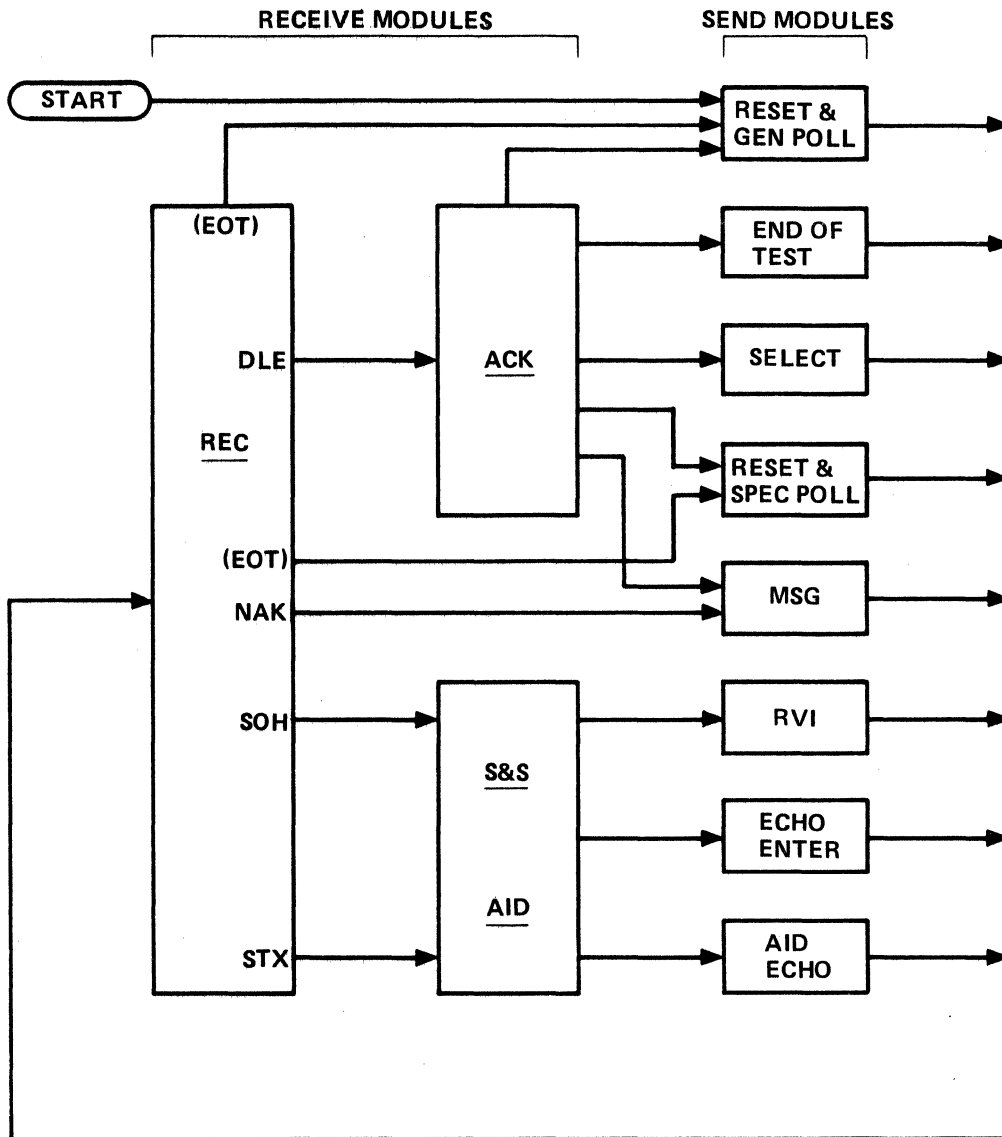 RECEIVE MODULES
SEND MODULES
START
RESET &
GEN POLL
(EOT)
END OF
TEST
DLE
ACK
SELECT
REC
RESET &
SPEC POLL
(EOT)
NAK
MSG
SOH
S&S
RVI
ECHO
ENTER
AID
STX
AID
ECHO